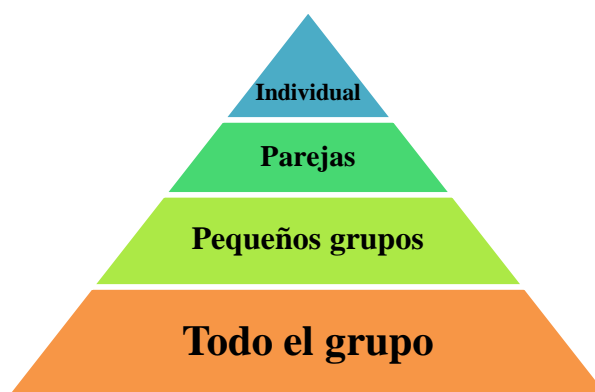 Individual
Parejas
Pequeños grupos
Todo el grupo